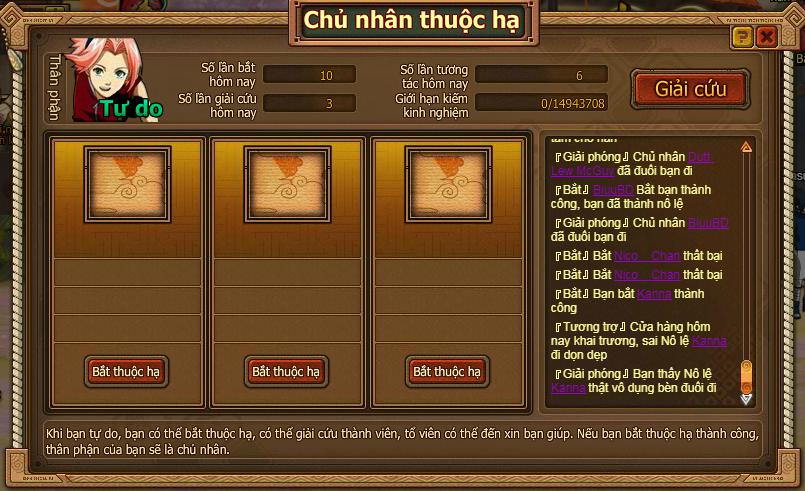 Chủ nhân thuộc hạ
?
Thân phận
Tự do
Số lần bắt
hôm nay
10
Số lần giải cứu
hôm nay
3
Số lần tương
tác hôm nay
6
Giới hạn kiếm
kinh nghiệm
0/14943708
Giải cứu
Bắt thuộc hạ
Bắt thuộc hạ
Bắt thuộc hạ
『Giải phóng』Chủ nhân Dutt
Lew McGuy đã đuổi bạn đi
『Bắt』BluuBD Bắt bạn thành
công, bạn đã thành nô lệ
『Giải phóng』Chủ nhân BluuBD
đã đuổi bạn đi
『Bắt』Bắt Nico__Chan thất bại
『Bắt』Bắt Nico__Chan thất bại
『Bắt』Bạn bắt Kanna thành
công
『Tương trợ』Cửa hàng hôm
nay khai trương, sai Nô lệ Kanna
đi dọn dẹp
『Giải phóng』Bạn thấy Nô lệ
Kanna thật vô dụng bèn đuổi đi
Khi bạn tự do, bạn có thể bắt thuộc hạ, có thể giải cứu thành viên, tổ viên có thể đến xin bạn giúp. Nếu bạn bắt thuộc hạ thành công,
thân phận của bạn sẽ là chủ nhân.